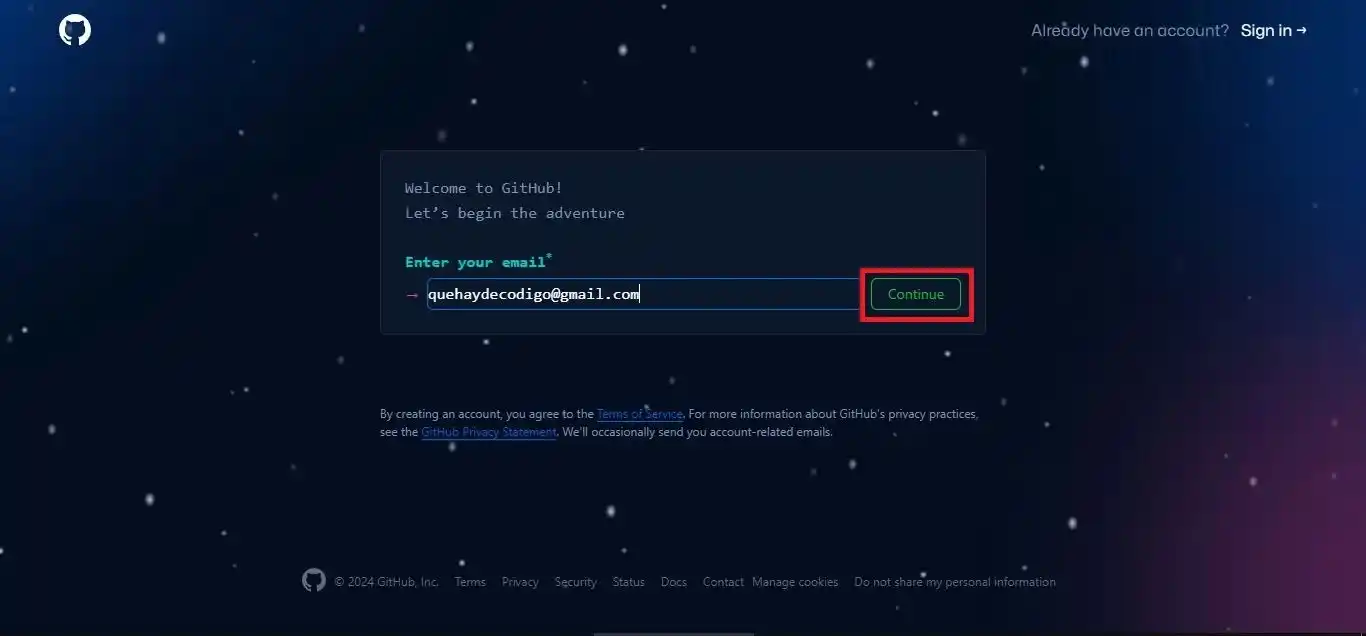 Already have an account? Sign in →
Welcome to GitHub!
Let’s begin the adventure
Enter your email*
→ quehaydecodigo@gmail.com Continue
By creating an account, you agree to the Terms of Service. For more information about GitHub's privacy practices,
see the GitHub Privacy Statement. We'll occasionally send you account-related emails.
© 2024 GitHub, Inc. Terms Privacy Security Status Docs Contact Manage cookies Do not share my personal information